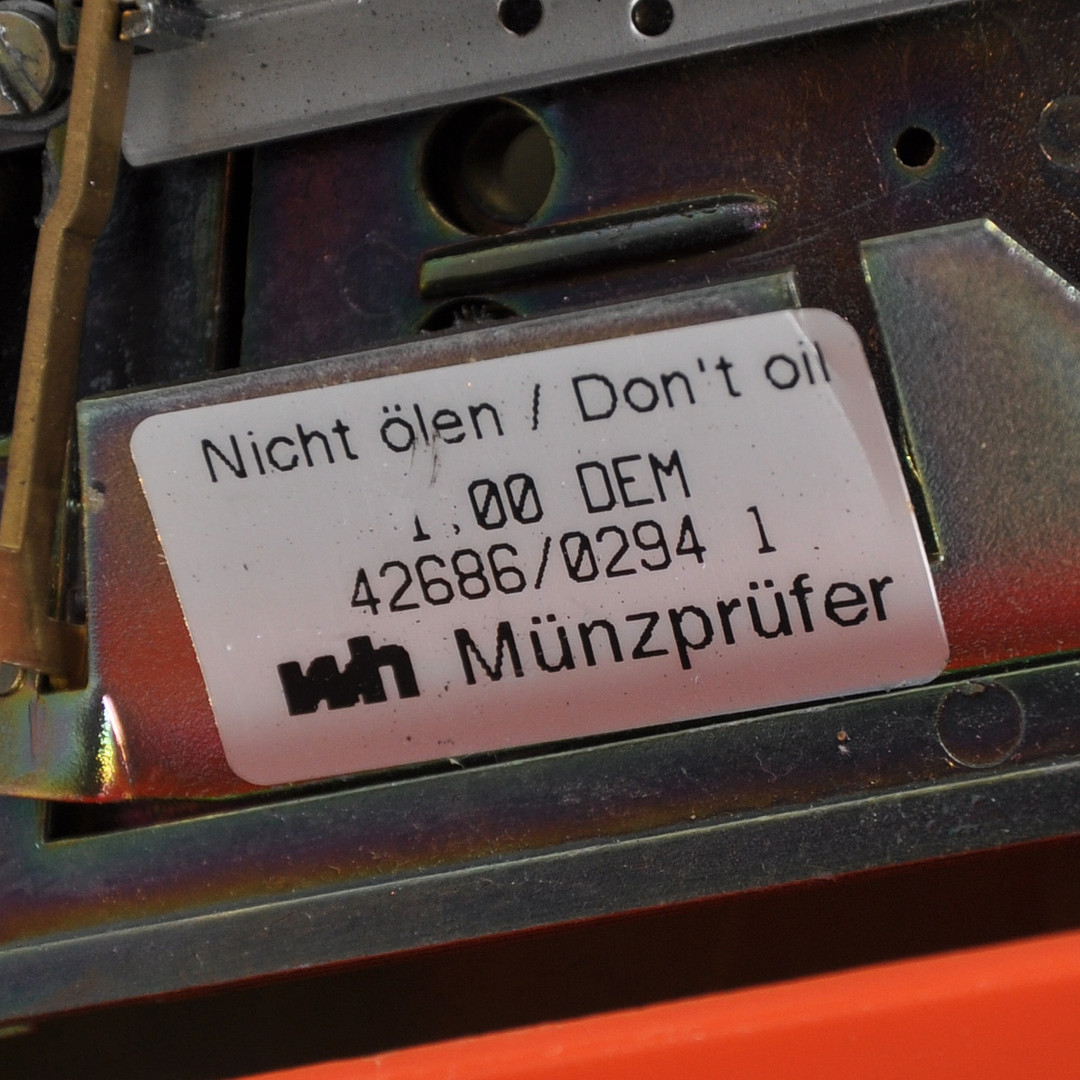 Nicht ölen / Don't oil
1,00 DEM
42686/0294 1
wh Münzprüfer